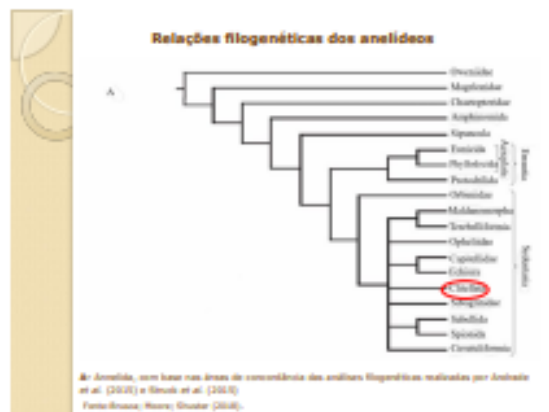 Relações filogenéticas dos anelídeos
A
Oweniidae
Magelonidae
Chaetopteridae
Amphinomida
Sipuncula
Eunicida
Phyllodocida
Protodrilida
Aciculata
Errantia
Orbiniidae
Maldanomorpha
Terebelliformia
Opheliidae
Capitellidae
Echiura
Clitellata
Siboglinidae
Sabellida
Spionida
Cirratuliformia
Sedentaria
A: Annelida, com base nas áreas de concordância das análises filogenéticas realizadas por Andrade
et al. (2015) e Struck et al. (2015)
Fonte: Brusca; Moore; Shuster (2018).